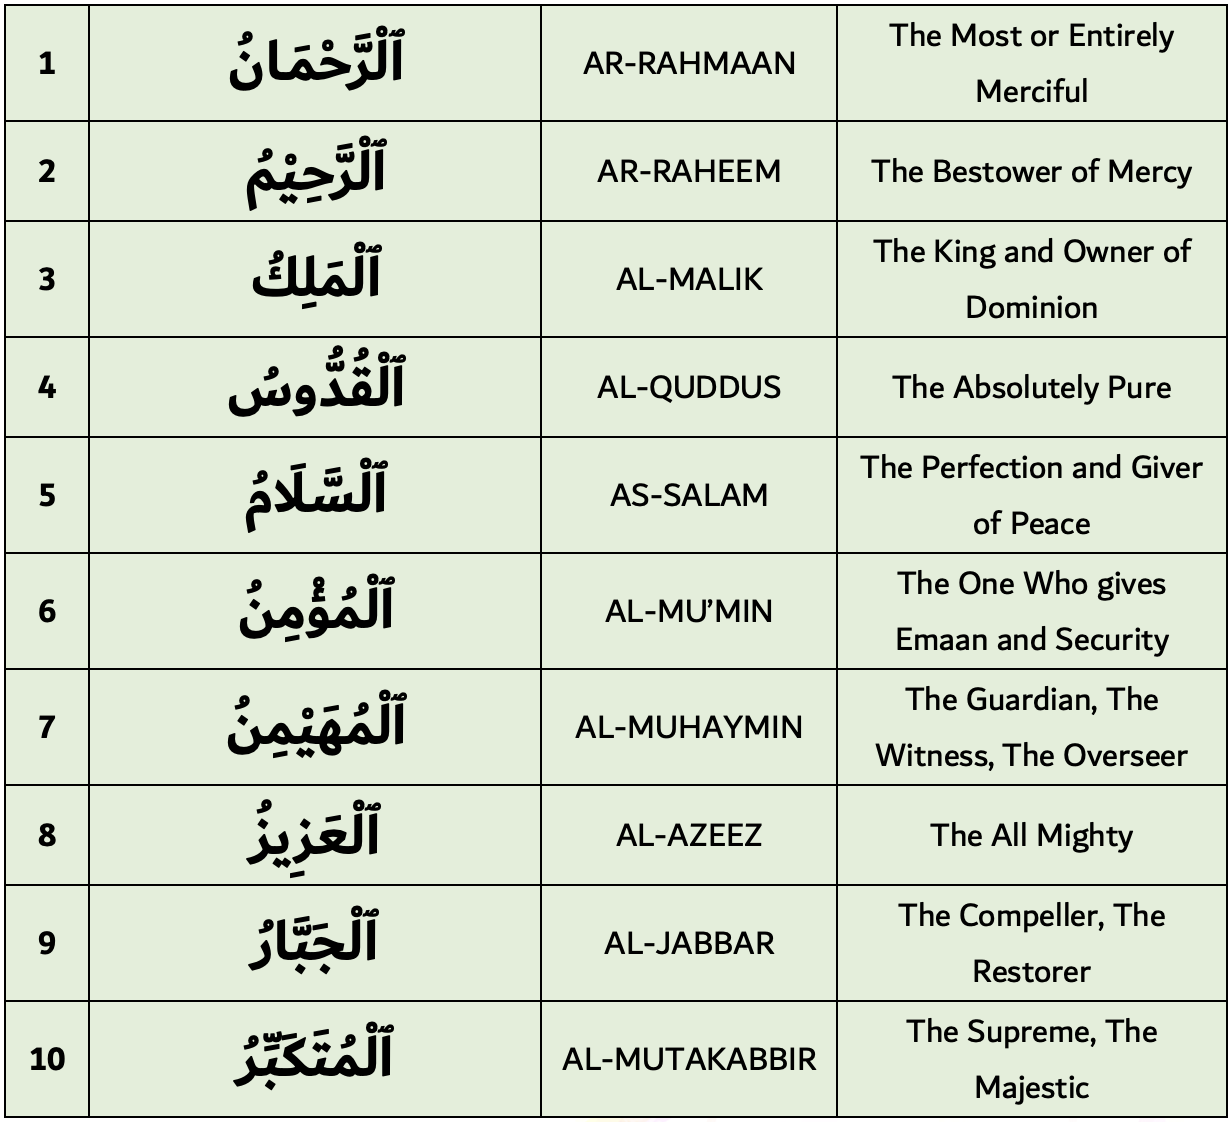 1 ٱلْرَّحْمَانُ AR-RAHMAAN The Most or Entirely
Merciful
2 ٱلْرَّحِيْمُ AR-RAHEEM The Bestower of Mercy
3 ٱلْمَلِكُ AL-MALIK The King and Owner of
Dominion
4 ٱلْقُدُّوسُ AL-QUDDUS The Absolutely Pure
5 ٱلْسَّلَامُ AS-SALAM The Perfection and Giver
of Peace
6 ٱلْمُؤْمِنُ AL-MU’MIN The One Who gives
Emaan and Security
7 ٱلْمُهَيْمِنُ AL-MUHAYMIN The Guardian, The
Witness, The Overseer
8 ٱلْعَزِيزُ AL-AZEEZ The All Mighty
9 ٱلْجَبَّارُ AL-JABBAR The Compeller, The
Restorer
10 ٱلْمُتَكَبِّرُ AL-MUTAKABBIR The Supreme, The
Majestic